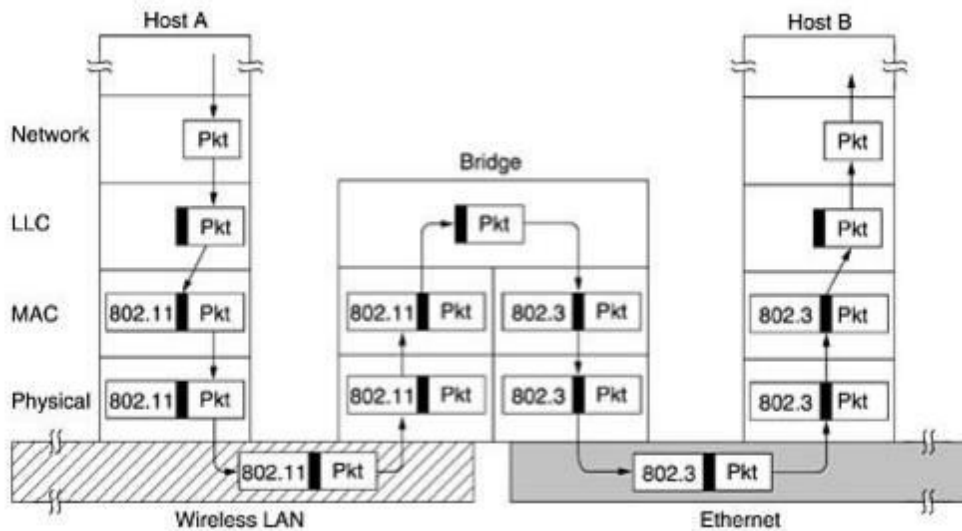 Host A
Host B
Network
Pkt
Pkt
Bridge
LLC
Pkt
Pkt
Pkt
MAC
802.11 Pkt
802.11 Pkt
802.3 Pkt
802.3 Pkt
Physical
802.11 Pkt
802.11 Pkt
802.3 Pkt
802.3 Pkt
802.11 Pkt
802.3 Pkt
Wireless LAN
Ethernet